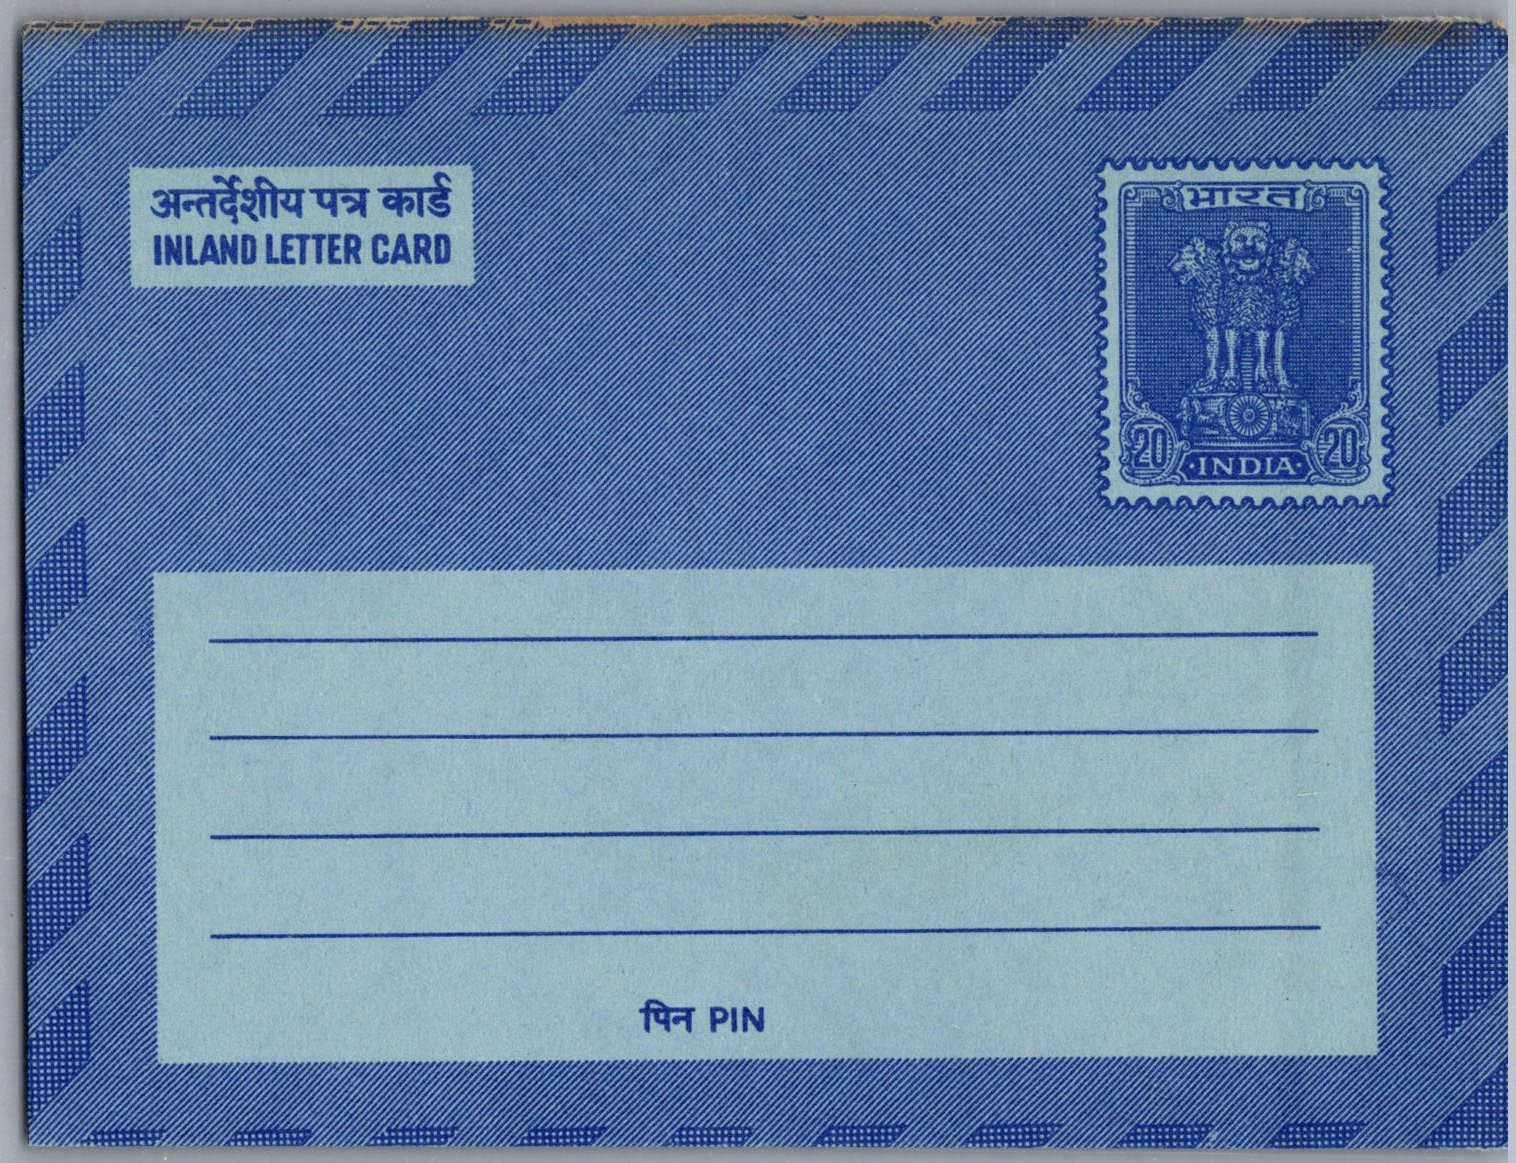 अन्तर्देशीय पत्र कार्ड
INLAND LETTER CARD
भारत
20 20
·INDIA·
पिन PIN